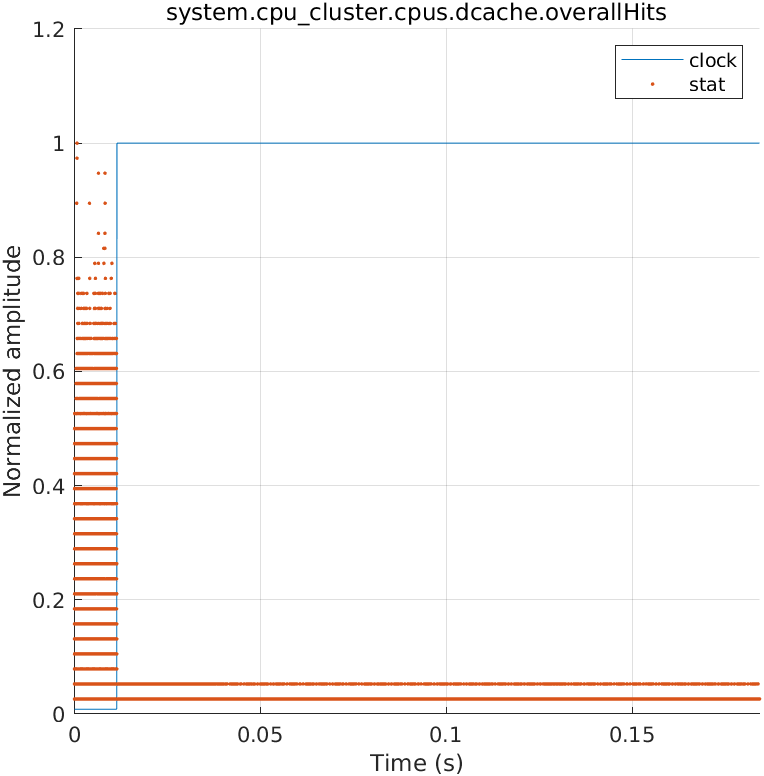 system.cpu_cluster.cpus.dcache.overallHits
1.2
clock
stat
1
0.8
0.6
0.4
0.2
0
Normalized amplitude
0
0.05
0.1
0.15
Time (s)